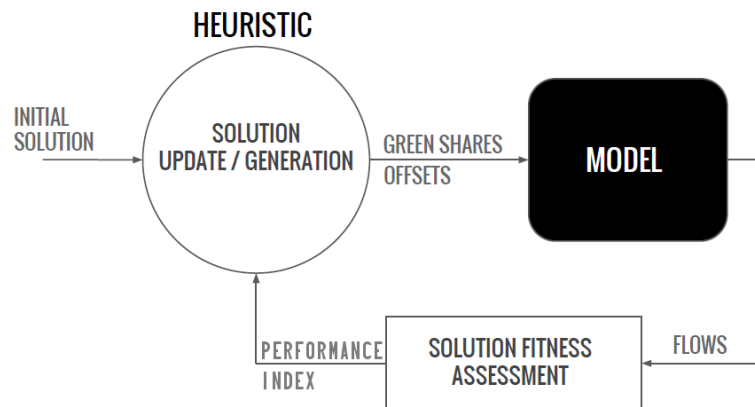 HEURISTIC
INITIAL
SOLUTION
SOLUTION
UPDATE / GENERATION
GREEN SHARES
OFFSETS
MODEL
PERFORMANCE
INDEX
SOLUTION FITNESS
ASSESSMENT
FLOWS